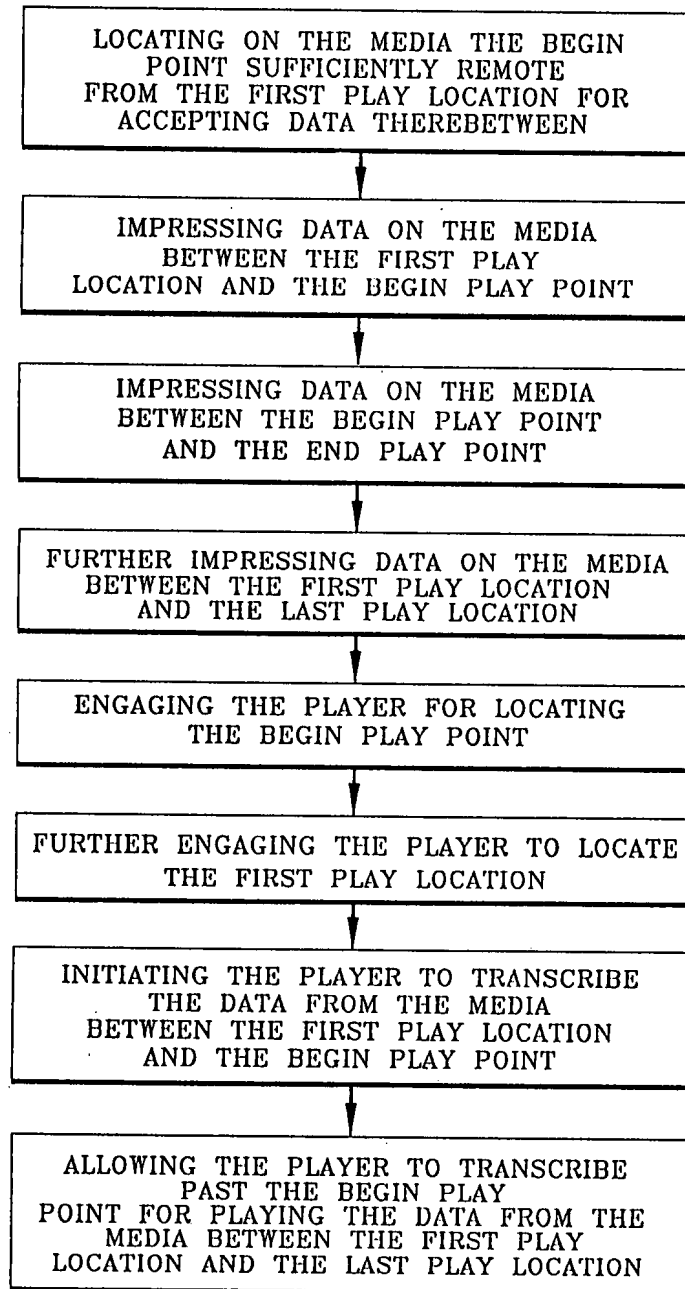 LOCATING ON THE MEDIA THE BEGIN
POINT SUFFICIENTLY REMOTE
FROM THE FIRST PLAY LOCATION FOR
ACCEPTING DATA THEREBETWEEN
IMPRESSING DATA ON THE MEDIA
BETWEEN THE FIRST PLAY
LOCATION AND THE BEGIN PLAY POINT
IMPRESSING DATA ON THE MEDIA
BETWEEN THE BEGIN PLAY POINT
AND THE END PLAY POINT
FURTHER IMPRESSING DATA ON THE MEDIA
BETWEEN THE FIRST PLAY LOCATION
AND THE LAST PLAY LOCATION
ENGAGING THE PLAYER FOR LOCATING
THE BEGIN PLAY POINT
FURTHER ENGAGING THE PLAYER TO LOCATE
THE FIRST PLAY LOCATION
INITIATING THE PLAYER TO TRANSCRIBE
THE DATA FROM THE MEDIA
BETWEEN THE FIRST PLAY LOCATION
AND THE BEGIN PLAY POINT
ALLOWING THE PLAYER TO TRANSCRIBE
PAST THE BEGIN PLAY
POINT FOR PLAYING THE DATA FROM THE
MEDIA BETWEEN THE FIRST PLAY
LOCATION AND THE LAST PLAY LOCATION